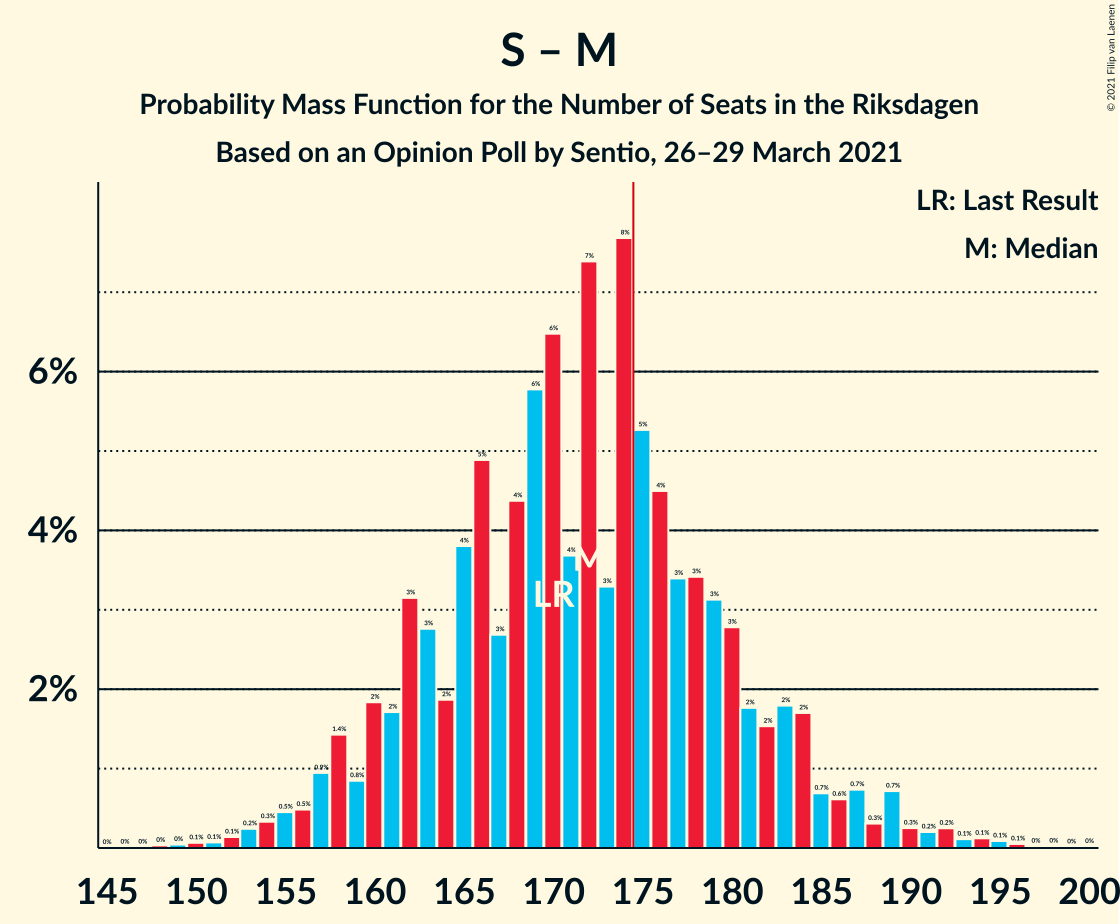 S – M
Probability Mass Function for the Number of Seats in the Riksdagen
Based on an Opinion Poll by Sentio, 26–29 March 2021
© 2021 Filip van Laenen
LR: Last Result
M: Median
6%
4%
2%
0% 0% 0% 0% 0% 0.1% 0.1% 0.1% 0.2% 0.3% 0.5% 0.5% 0.9% 1.4% 0.8% 2% 2% 3% 3% 2% 4% 5% 3% 4% 6% 6% 4% 7% 3% 8% 5% 4% 3% 3% 3% 3% 2% 2% 2% 2% 0.7% 0.6% 0.7% 0.3% 0.7% 0.3% 0.2% 0.2% 0.1% 0.1% 0.1% 0.1% 0% 0% 0% 0%
M
LR
145 150 155 160 165 170 175 180 185 190 195 200